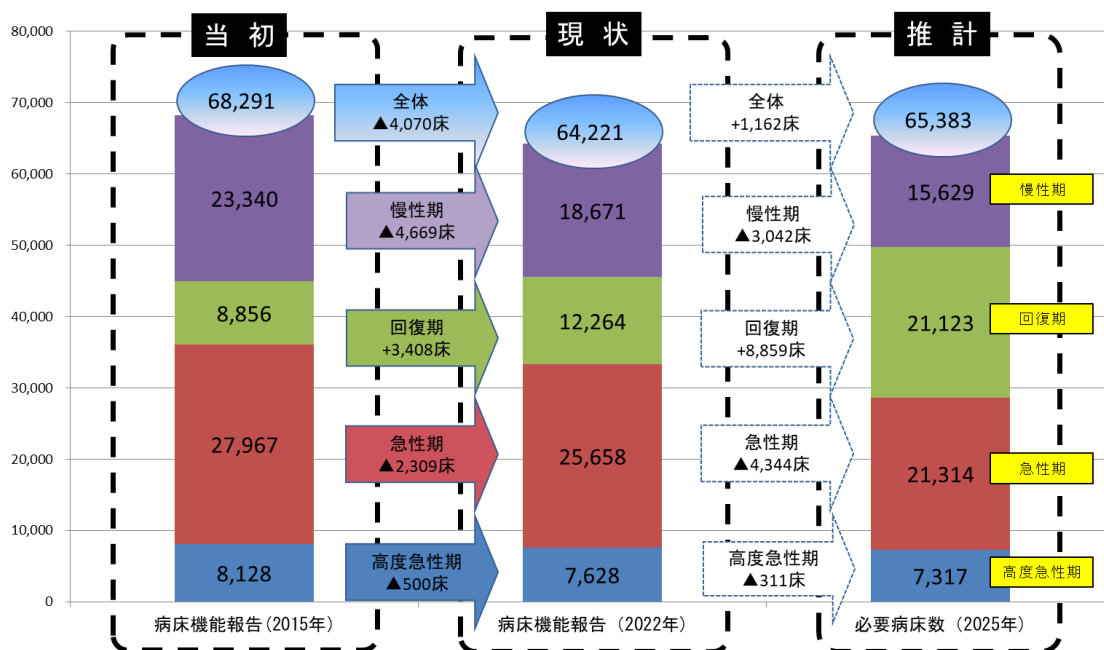 当 初
現 状
推 計
80,000
70,000
60,000
50,000
40,000
30,000
20,000
10,000
0
68,291
23,340
8,856
27,967
8,128
全体
▲4,070床
慢性期
▲4,669床
回復期
+3,408床
急性期
▲2,309床
高度急性期
▲500床
64,221
18,671
12,264
25,658
7,628
全体
+1,162床
慢性期
▲3,042床
回復期
+8,859床
急性期
▲4,344床
高度急性期
▲311床
65,383
15,629
21,123
21,314
7,317
慢性期
回復期
急性期
高度急性期
病床機能報告(2015年)
病床機能報告（2022年）
必要病床数（2025年）